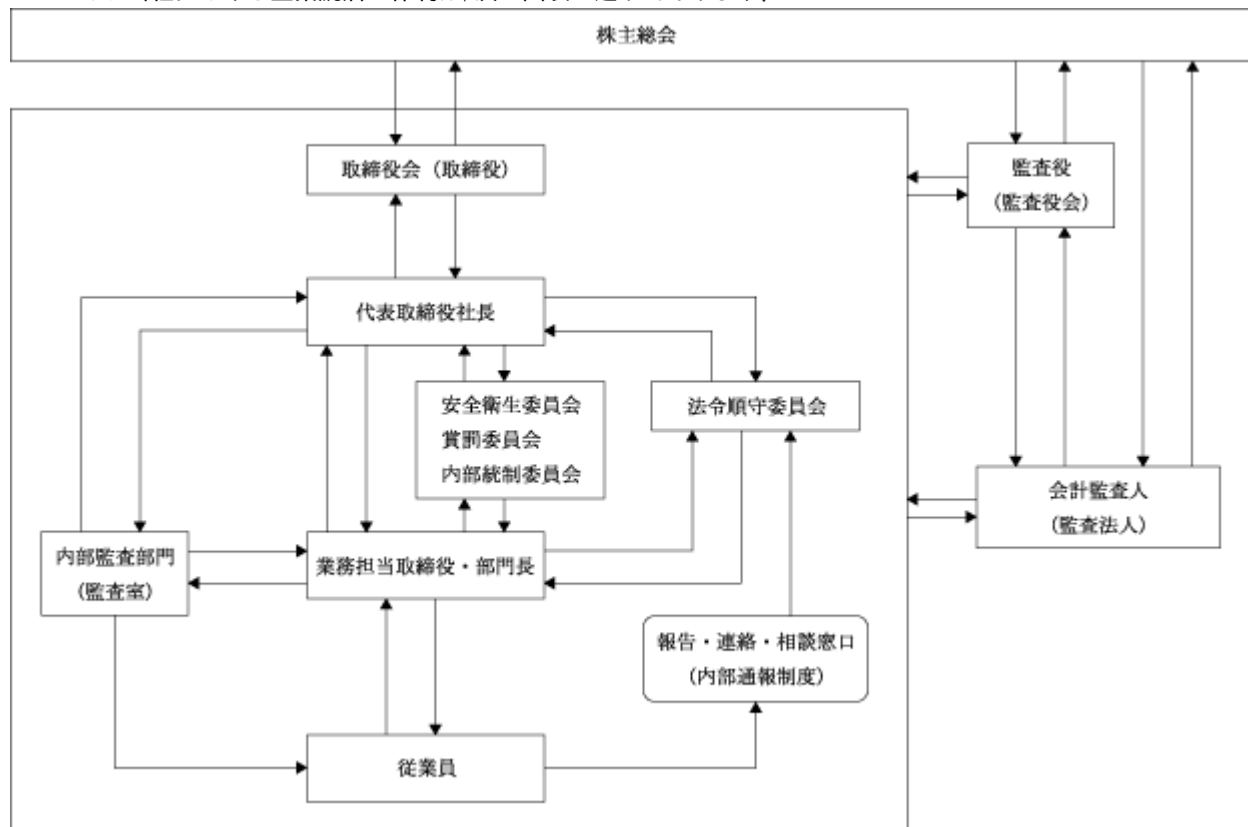 株主総会
取締役会（取締役）
監査役
（監査役会）
代表取締役社長
安全衛生委員会
賞罰委員会
内部統制委員会
法令順守委員会
会計監査人
（監査法人）
内部監査部門
（監査室）
業務担当取締役・部門長
報告・連絡・相談窓口
（内部通報制度）
従業員